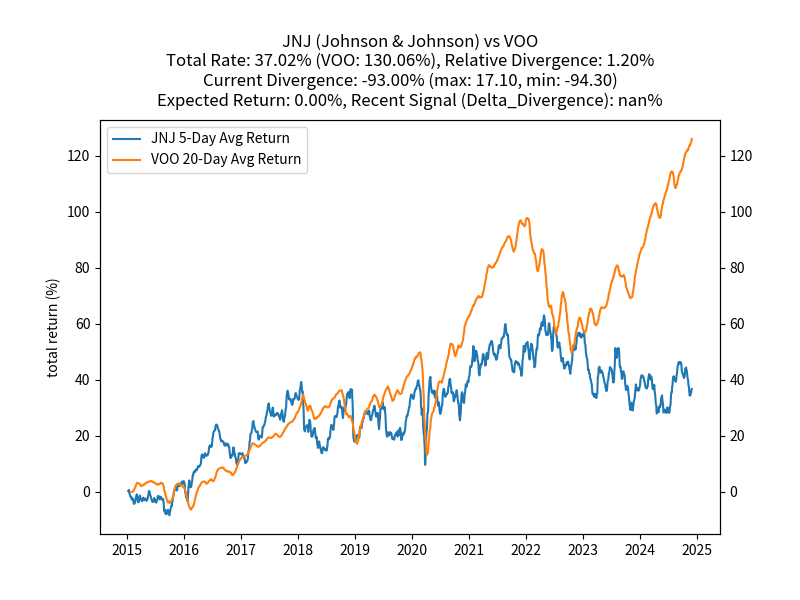 JNJ (Johnson & Johnson) vs VOO
Total Rate: 37.02% (VOO: 130.06%), Relative Divergence: 1.20%
Current Divergence: -93.00% (max: 17.10, min: -94.30)
Expected Return: 0.00%, Recent Signal (Delta_Divergence): nan%
JNJ 5-Day Avg Return
VOO 20-Day Avg Return
120 120
100 100
80 80
60 60
40 40
20 20
0 0
total return (%)
2015 2016 2017 2018 2019 2020 2021 2022 2023 2024 2025